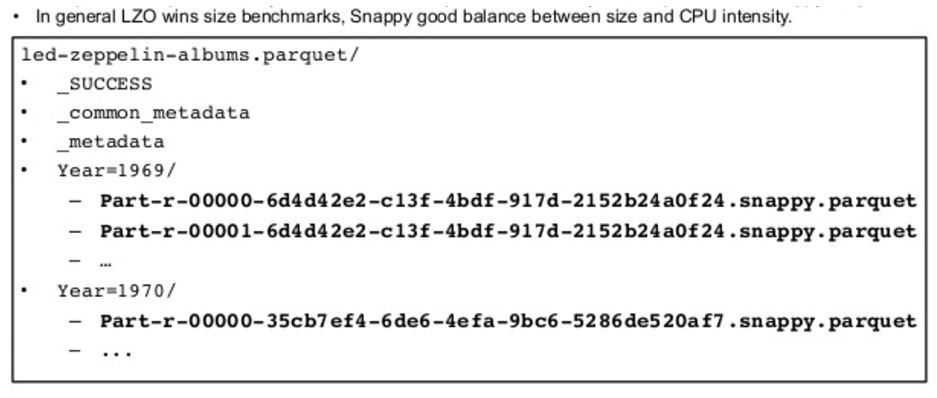 • In general LZO wins size benchmarks, Snappy good balance between size and CPU intensity.
led-zeppelin-albums.parquet/
• _SUCCESS
• _common_metadata
• _metadata
• Year=1969/
– Part-r-00000-6d4d42e2-c13f-4bdf-917d-2152b24a0f24.snappy.parquet
– Part-r-00001-6d4d42e2-c13f-4bdf-917d-2152b24a0f24.snappy.parquet
– …
• Year=1970/
– Part-r-00000-35cb7ef4-6de6-4efa-9bc6-5286de520af7.snappy.parquet
– ...